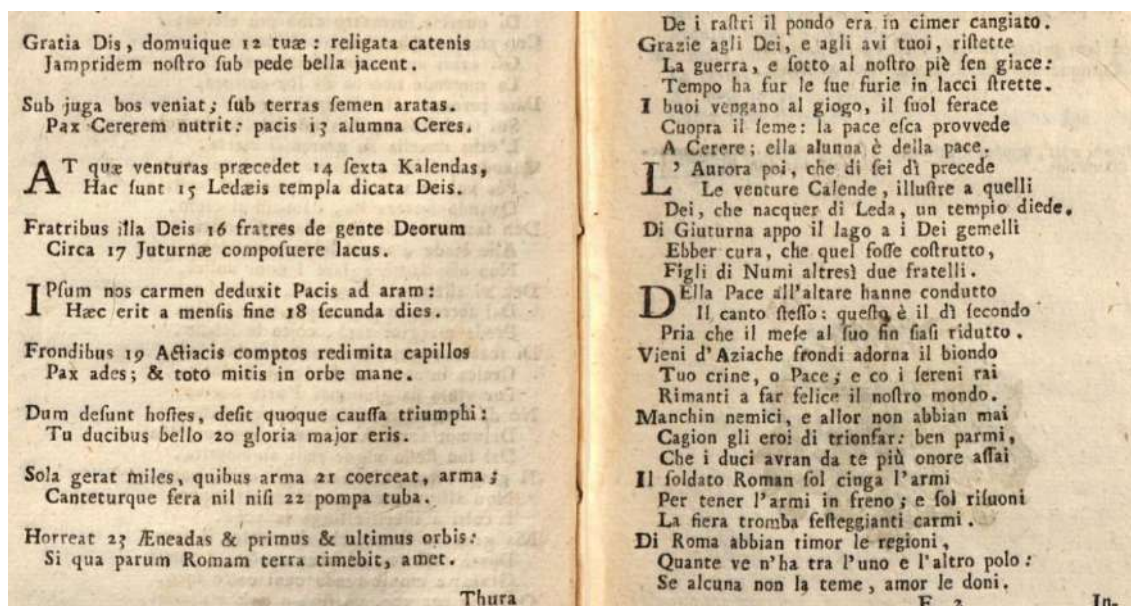 Gratia Dis, domuique 12 tuæ: religata catenis
Jampridem noſtro ſub pede bella jacent.
Sub juga bos veniat; ſub terras ſemen aratas.
Pax Cererem nutrit: pacis 13 alumna Ceres.
AT quæ venturas præcedet 14 ſexta Kalendas,
Hac ſunt 15 Ledæis templa dicata Deis.
Fratribus illa Deis 16 fratres de gente Deorum
Circa 17 Juturnæ compoſuere lacus.
IPſum nos carmen deduxit Pacis ad aram:
Hæc erit a menſis fine 18 ſecunda dies.
Frondibus 19 Actiacis comptos redimita capillos
Pax ades; & toto mitis in orbe mane.
Dum deſunt hoſtes, deſit quoque cauſſa triumphi:
Tu ducibus bello 20 gloria major eris.
Sola gerat miles, quibus arma 21 coerceat, arma;
Canteturque fera nil niſi 22 pompa tuba.
Horreat 23 Æneadas & primus & ultimus orbis:
Si qua parum Romam terra timebit, amet.
Thura
De i raſtri il pondo era in cimer cangiato.
Grazie agli Dei, e agli avi tuoi, riſtette
La guerra, e ſotto al noſtro piè ſen giace:
Tempo ha fur le ſue furie in lacci ſtrette.
I buoi vengano al giogo, il ſuol ferace
Cuopra il ſeme: la pace eſca provvede
A Cerere; ella alunna è della pace.
L' Aurora poi, che di ſei dì precede
Le venture Calende, illuſtre a quelli
Dei, che nacquer di Leda, un tempio diede.
Di Giuturna appo il lago a i Dei gemelli
Ebber cura, che quel foſſe coſtrutto,
Figli di Numi altresì due fratelli.
DElla Pace all'altare hanne condutto
Il canto ſteſſo: queſto è il dì ſecondo
Pria che il meſe al ſuo fin ſiaſi ridutto.
Vieni d'Aziache frondi adorna il biondo
Tuo crine, o Pace; e co i ſereni rai
Rimanti a far felice il noſtro mondo.
Manchin nemici, e allor non abbian mai
Cagion gli eroi di trionfar: ben parmi,
Che i duci avran da te più onore aſſai
Il ſoldato Roman ſol cinga l'armi
Per tener l'armi in freno; e ſol riſuoni
La fiera tromba feſteggianti carmi.
Di Roma abbian timor le regioni,
Quante ve n'ha tra l'uno e l'altro polo:
Se alcuna non la teme, amor le doni.
In-